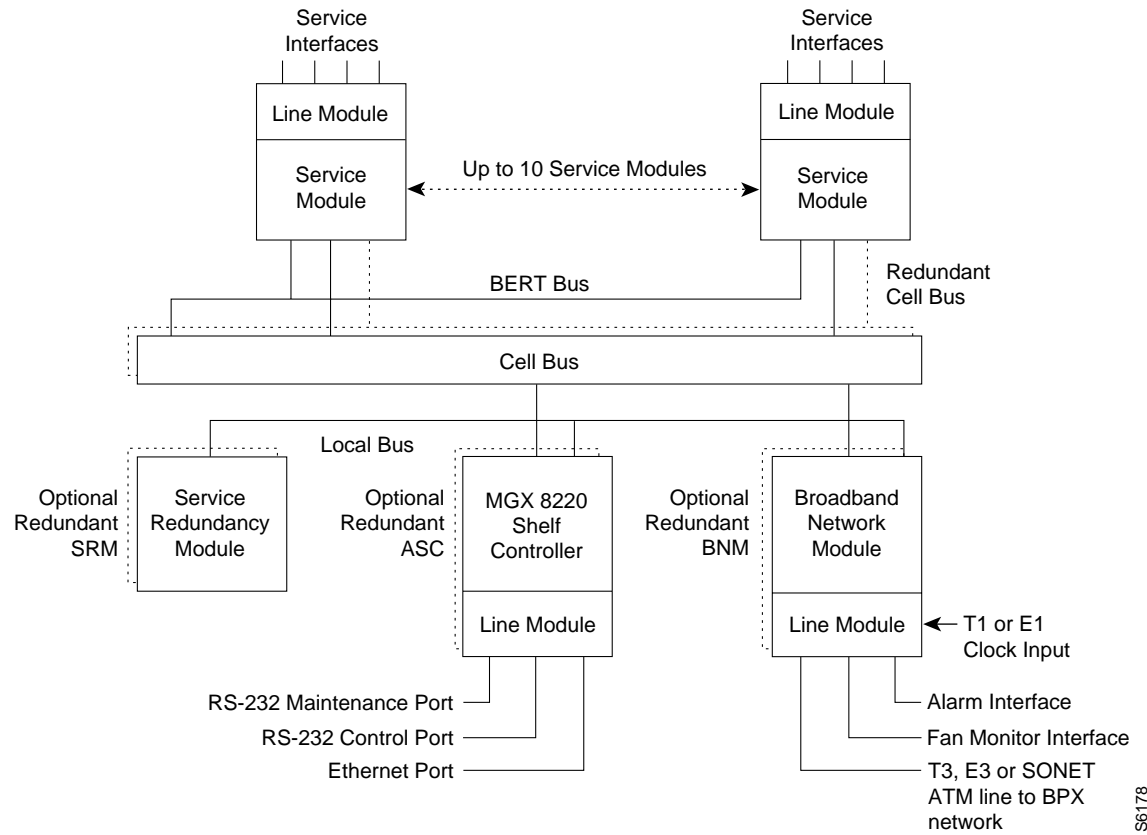 Service
Interfaces
Service
Interfaces
Line Module
Line Module
Service
Module
Up to 10 Service Modules
Service
Module
BERT Bus
Redundant
Cell Bus
Cell Bus
Local Bus
Optional
Redundant
SRM
Service
Redundancy
Module
Optional
Redundant
ASC
MGX 8220
Shelf
Controller
Optional
Redundant
BNM
Broadband
Network
Module
Line Module
Line Module
T1 or E1
Clock Input
RS-232 Maintenance Port
RS-232 Control Port
Ethernet Port
Alarm Interface
Fan Monitor Interface
T3, E3 or SONET
ATM line to BPX
network
S6178